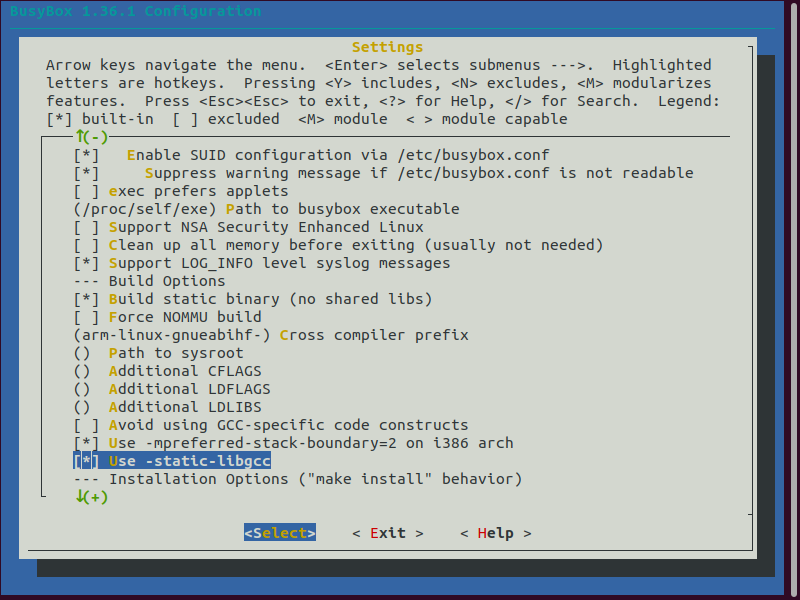 BusyBox 1.36.1 Configuration
Settings
Arrow keys navigate the menu.  <Enter> selects submenus --->.  Highlighted
letters are hotkeys.  Pressing <Y> includes, <N> excludes, <M> modularizes
features.  Press <Esc><Esc> to exit, <?> for Help, </> for Search.  Legend:
[*] built-in  [ ] excluded  <M> module  < > module capable
↑(-)
[*]   Enable SUID configuration via /etc/busybox.conf
[*]     Suppress warning message if /etc/busybox.conf is not readable
[ ] exec prefers applets
(/proc/self/exe) Path to busybox executable
[ ] Support NSA Security Enhanced Linux
[ ] Clean up all memory before exiting (usually not needed)
[*] Support LOG_INFO level syslog messages
--- Build Options
[*] Build static binary (no shared libs)
[ ] Force NOMMU build
(arm-linux-gnueabihf-) Cross compiler prefix
()  Path to sysroot
()  Additional CFLAGS
()  Additional LDFLAGS
()  Additional LDLIBS
[ ] Avoid using GCC-specific code constructs
[*] Use -mpreferred-stack-boundary=2 on i386 arch
[*] Use -static-libgcc
--- Installation Options ("make install" behavior)
↓(+)
<Select>    < Exit >    < Help >